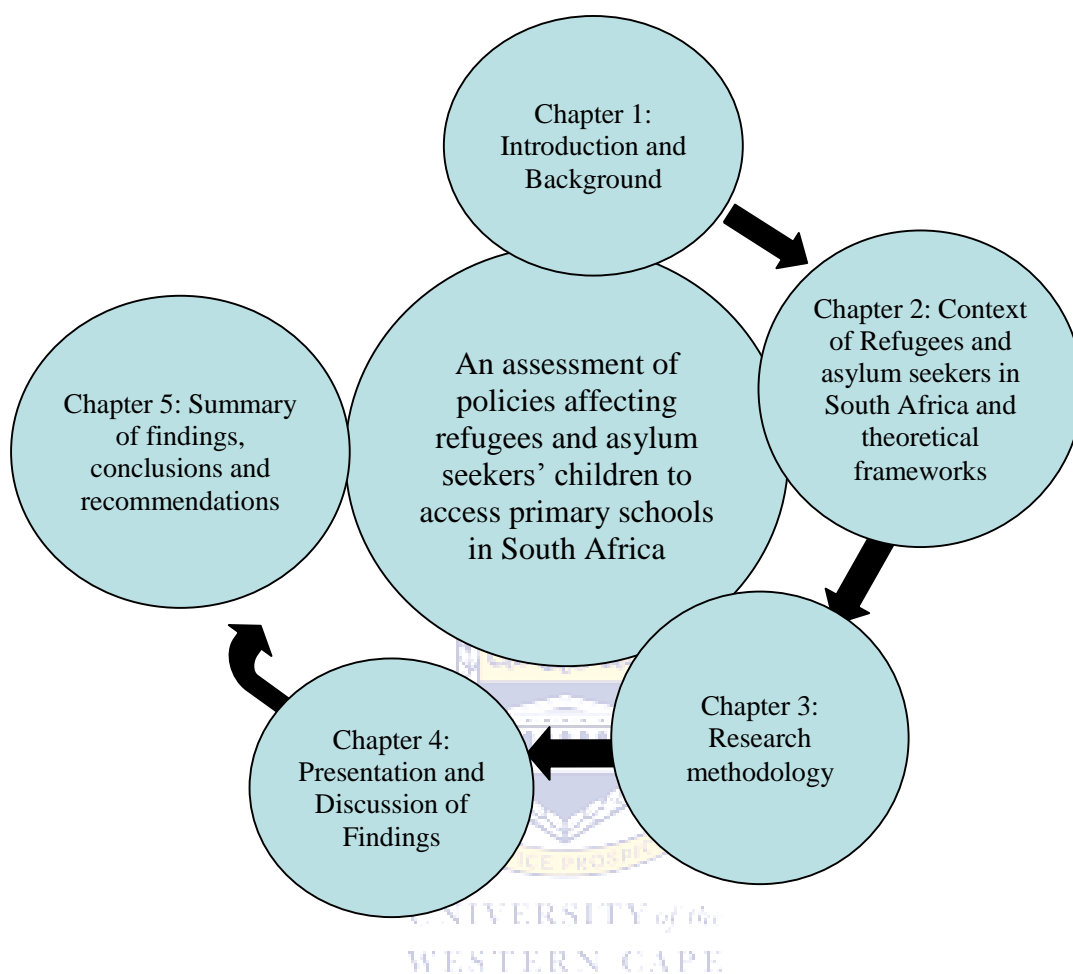 Chapter 1:
Introduction and
Background
Chapter 2: Context
of Refugees and
asylum seekers in
South Africa and
theoretical
frameworks
An assessment of
policies affecting
refugees and asylum
seekers’ children to
access primary schools
in South Africa
Chapter 5: Summary
of findings,
conclusions and
recommendations
Chapter 3:
Research
methodology
Chapter 4:
Presentation and
Discussion of
Findings
UNIVERSITY of the
WESTERN CAPE